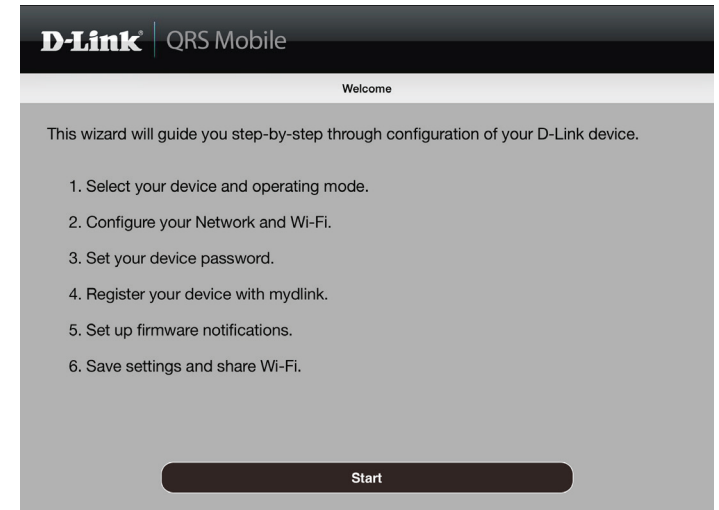 D-Link® QRS Mobile
Welcome
This wizard will guide you step-by-step through configuration of your D-Link device.
1. Select your device and operating mode.
2. Configure your Network and Wi-Fi.
3. Set your device password.
4. Register your device with mydlink.
5. Set up firmware notifications.
6. Save settings and share Wi-Fi.
Start